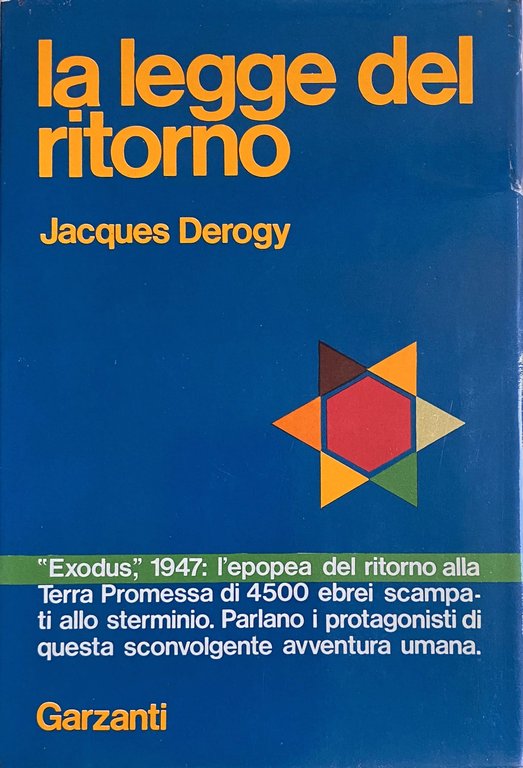 la legge del
ritorno
Jacques Derogy
"Exodus," 1947: l'epopea del ritorno alla
Terra Promessa di 4500 ebrei scampa-
ti allo sterminio. Parlano i protagonisti di
questa sconvolgente avventura umana.
Garzanti